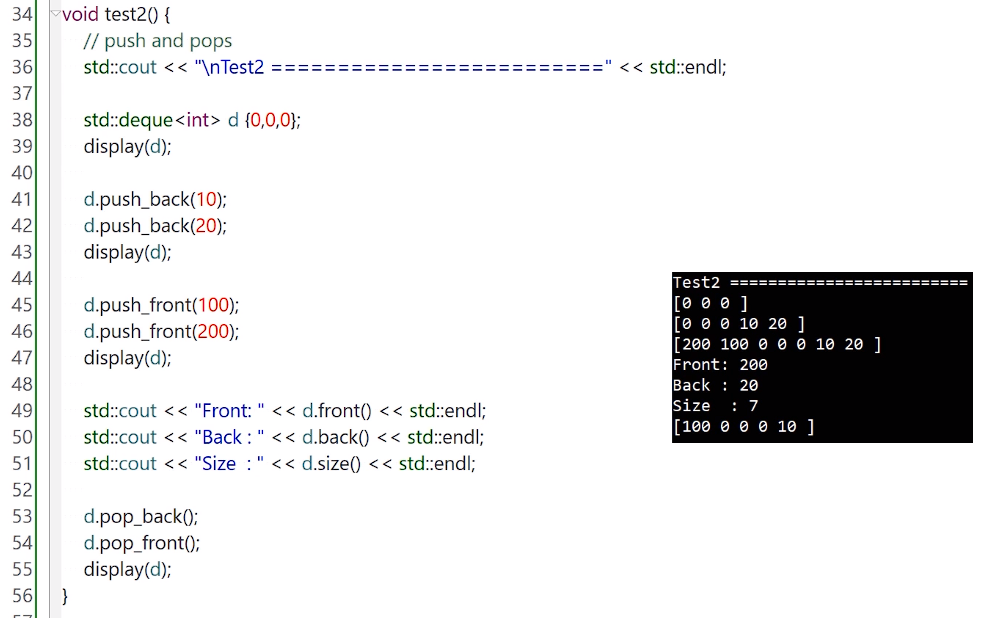 34 void test2() {
35 // push and pops
36 std::cout << "\nTest2 =========================" << std::endl;
37
38 std::deque<int> d {0,0,0};
39 display(d);
40
41 d.push_back(10);
42 d.push_back(20);
43 display(d);
44
45 d.push_front(100);
46 d.push_front(200);
47 display(d);
48
49 std::cout << "Front: " << d.front() << std::endl;
50 std::cout << "Back : " << d.back() << std::endl;
51 std::cout << "Size  : " << d.size() << std::endl;
52
53 d.pop_back();
54 d.pop_front();
55 display(d);
56 }
Test2 =========================
[0 0 0 ]
[0 0 0 10 20 ]
[200 100 0 0 0 10 20 ]
Front: 200
Back : 20
Size  : 7
[100 0 0 0 10 ]